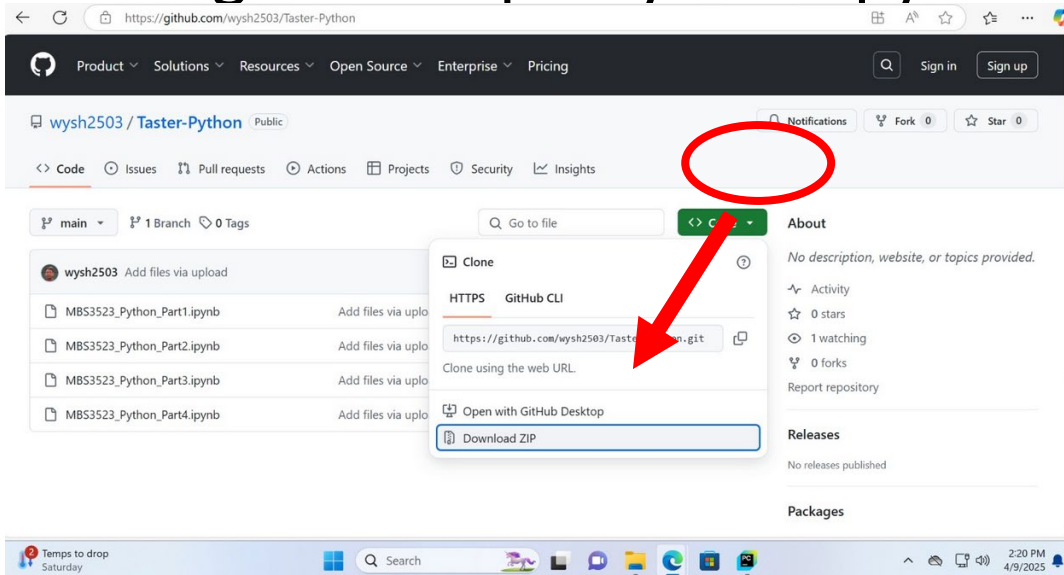 https://github.com/wysh2503/Taster-Python
Product Solutions Resources Open Source Enterprise Pricing
Sign in Sign up
wysh2503 / Taster-Python Public
Notifications Fork 0 Star 0
Code Issues Pull requests Actions Projects Security Insights
main 1 Branch 0 Tags
Go to file
About
No description, website, or topics provided.
Activity
0 stars
1 watching
0 forks
Report repository
Releases
No releases published
Packages
wysh2503 Add files via upload
MBS3523_Python_Part1.ipynb Add files via uplo
MBS3523_Python_Part2.ipynb Add files via uplo
MBS3523_Python_Part3.ipynb Add files via uplo
MBS3523_Python_Part4.ipynb Add files via uplo
Clone
HTTPS GitHub CLI
Clone using the web URL.
Open with GitHub Desktop
Download ZIP
2
Temps to drop
Saturday
Search
2:20 PM
4/9/2025